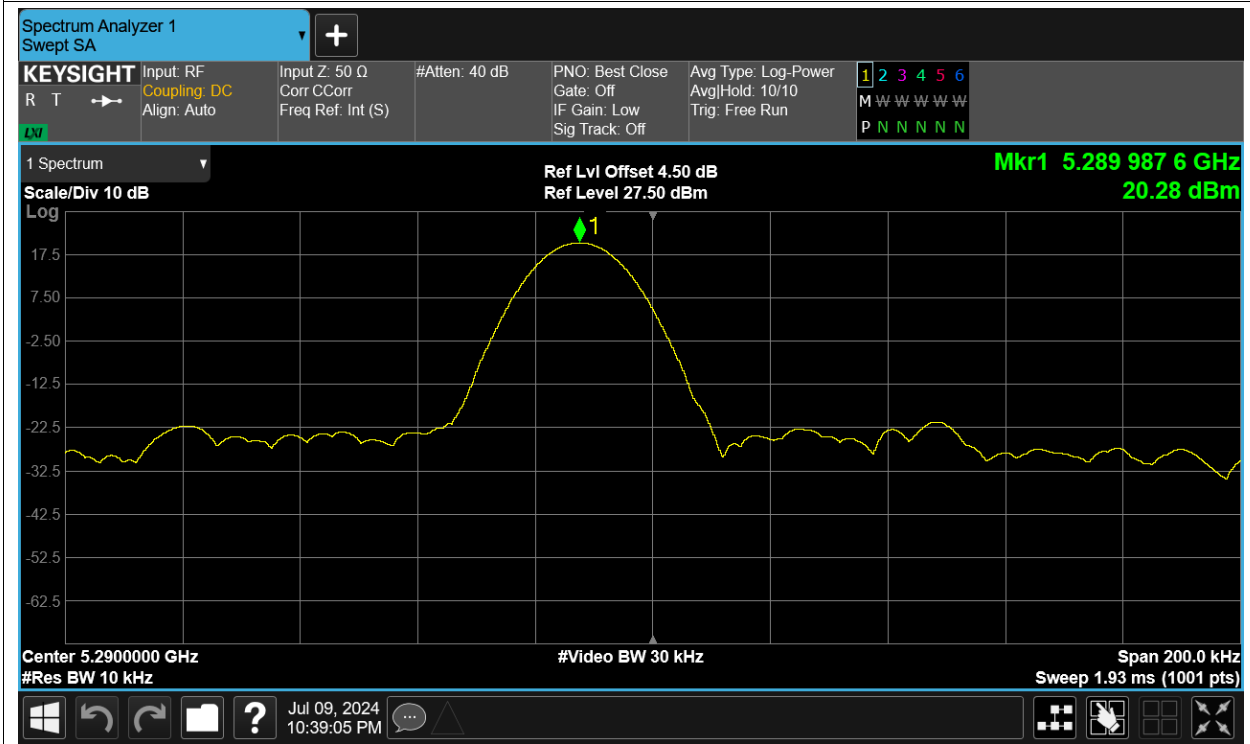 Spectrum Analyzer 1
Swept SA
+
KEYSIGHT
R T
LXI
Input: RF
Coupling: DC
Align: Auto
Input Z: 50 Ω
Corr CCorr
Freq Ref: Int (S)
#Atten: 40 dB
PNO: Best Close
Gate: Off
IF Gain: Low
Sig Track: Off
Avg Type: Log-Power
Avg|Hold: 10/10
Trig: Free Run
1 2 3 4 5 6
M W W W W W
P N N N N N
1 Spectrum
Scale/Div 10 dB
Log
Ref Lvl Offset 4.50 dB
Ref Level 27.50 dBm
Mkr1 5.289 987 6 GHz
20.28 dBm
1
17.5
7.50
-2.50
-12.5
-22.5
-32.5
-42.5
-52.5
-62.5
Center 5.2900000 GHz
#Res BW 10 kHz
#Video BW 30 kHz
Span 200.0 kHz
Sweep 1.93 ms (1001 pts)
?
Jul 09, 2024
10:39:05 PM